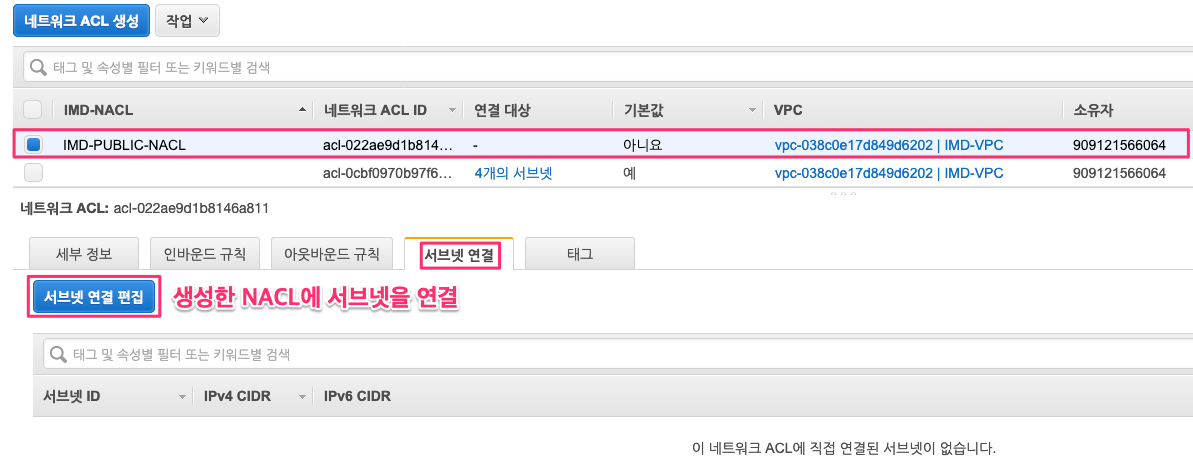 네트워크 ACL 생성 작업
태그 및 속성별 필터 또는 키워드별 검색
IMD-NACL 네트워크 ACL ID 연결 대상 기본값 VPC 소유자
IMD-PUBLIC-NACL acl-022ae9d1b814… - 아니요 vpc-038c0e17d849d6202 | IMD-VPC 909121566064
acl-0cbf0970b97f6… 4개의 서브넷 예 vpc-038c0e17d849d6202 | IMD-VPC 909121566064
네트워크 ACL: acl-022ae9d1b8146a811
세부 정보 인바운드 규칙 아웃바운드 규칙 서브넷 연결 태그
서브넷 연결 편집 생성한 NACL에 서브넷을 연결
태그 및 속성별 필터 또는 키워드별 검색
서브넷 ID IPv4 CIDR IPv6 CIDR
이 네트워크 ACL에 직접 연결된 서브넷이 없습니다.